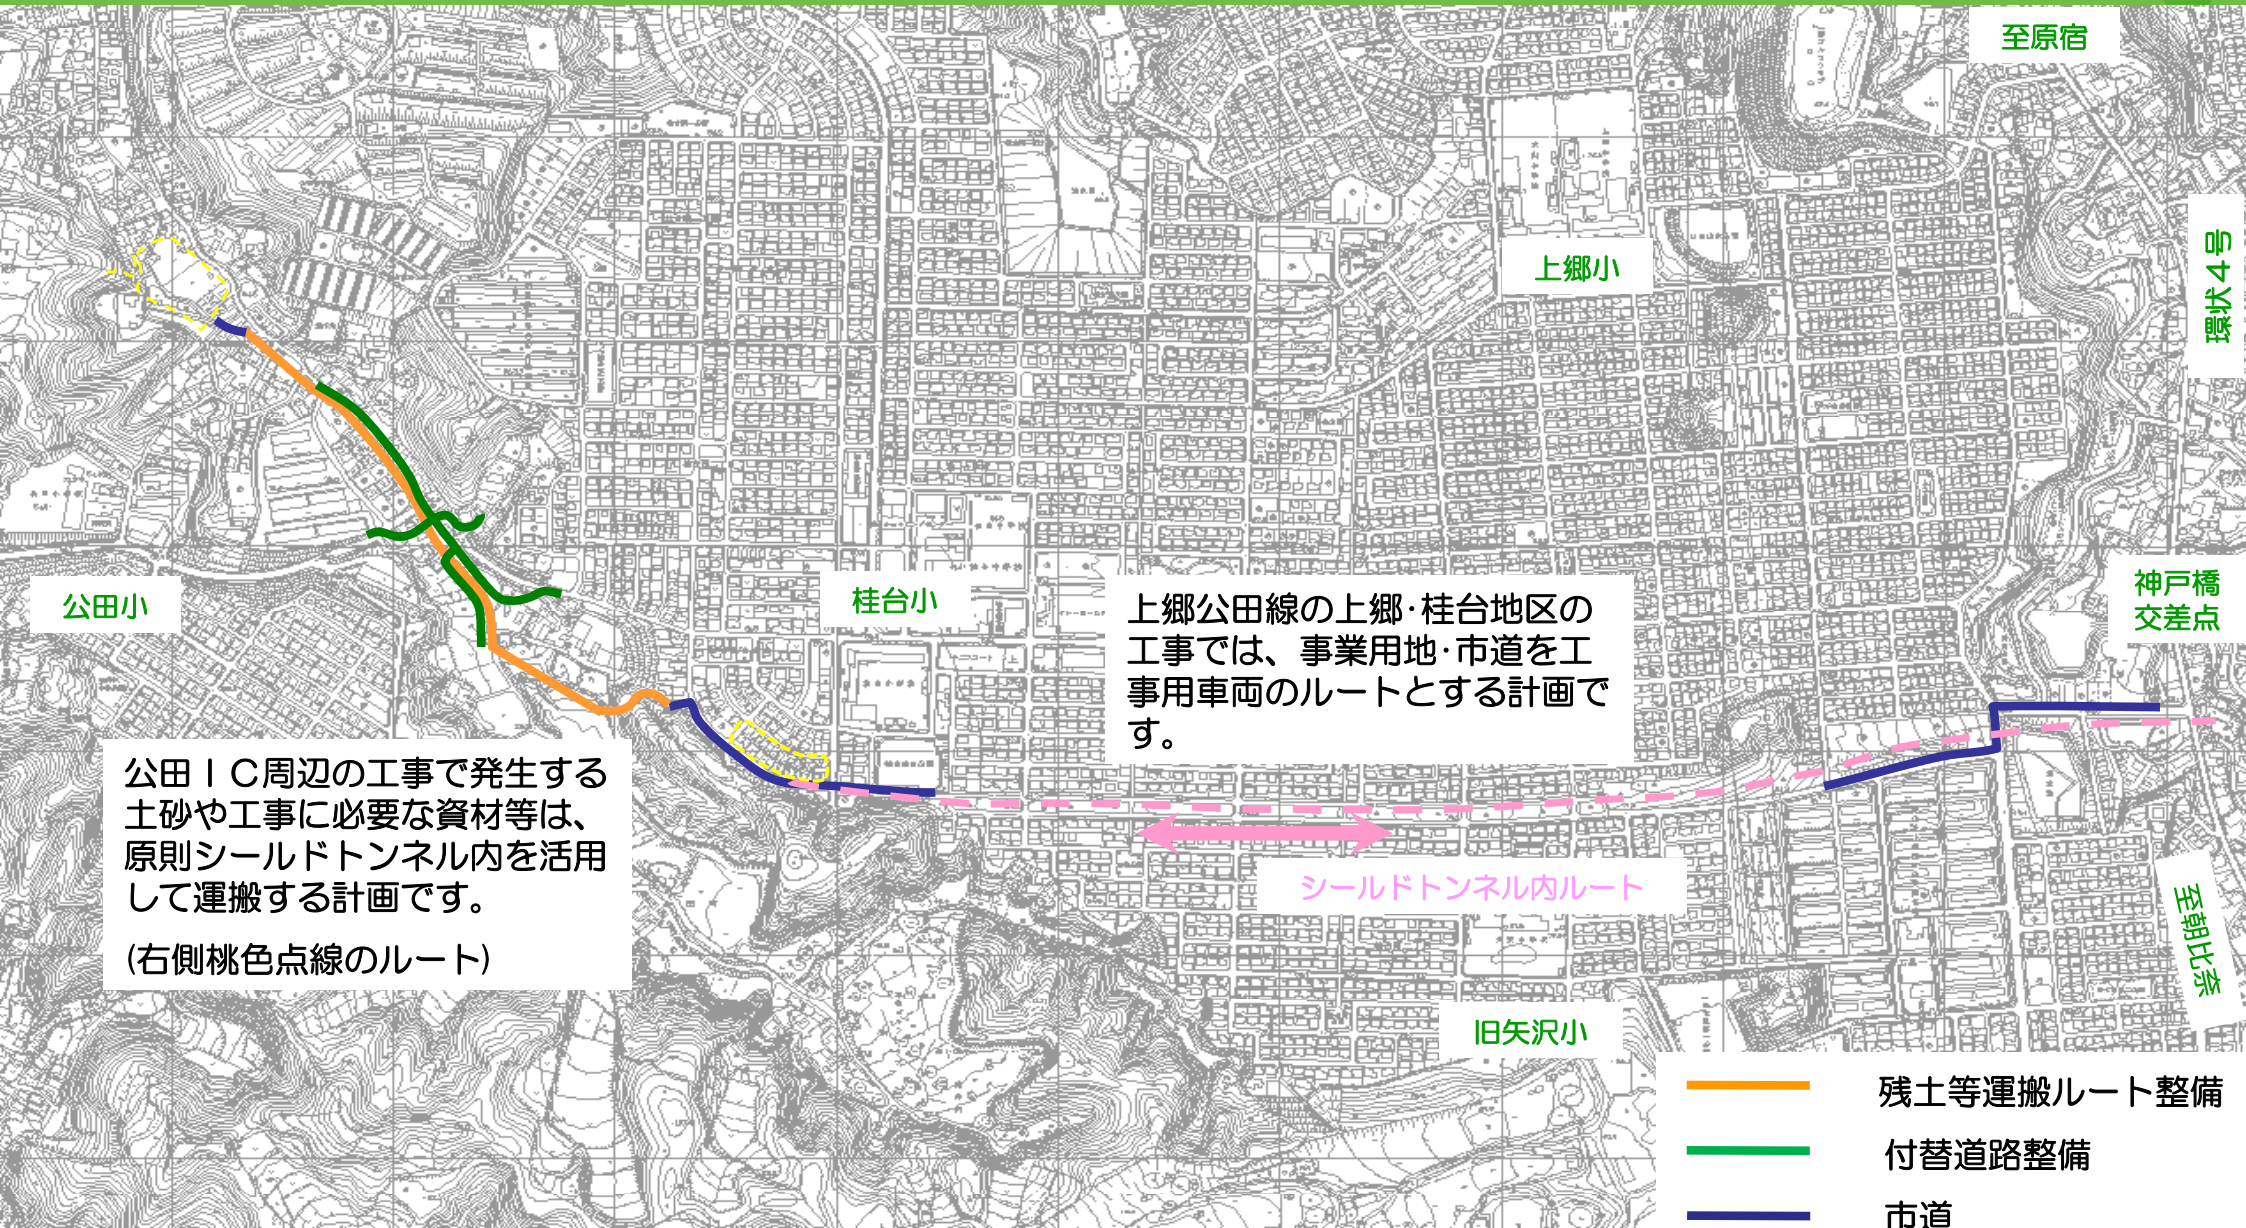 至原宿
環状4号
上郷小
公田小
桂台小
神戸橋
交差点
上郷公田線の上郷･桂台地区の
工事では、事業用地･市道を工
事用車両のルートとする計画で
す。
公田IC周辺の工事で発生する
土砂や工事に必要な資材等は、
原則シールドトンネル内を活用
して運搬する計画です。
(右側桃色点線のルート)
シールドトンネル内ルート
至朝比奈
旧矢沢小
残土等運搬ルート整備
付替道路整備
市道